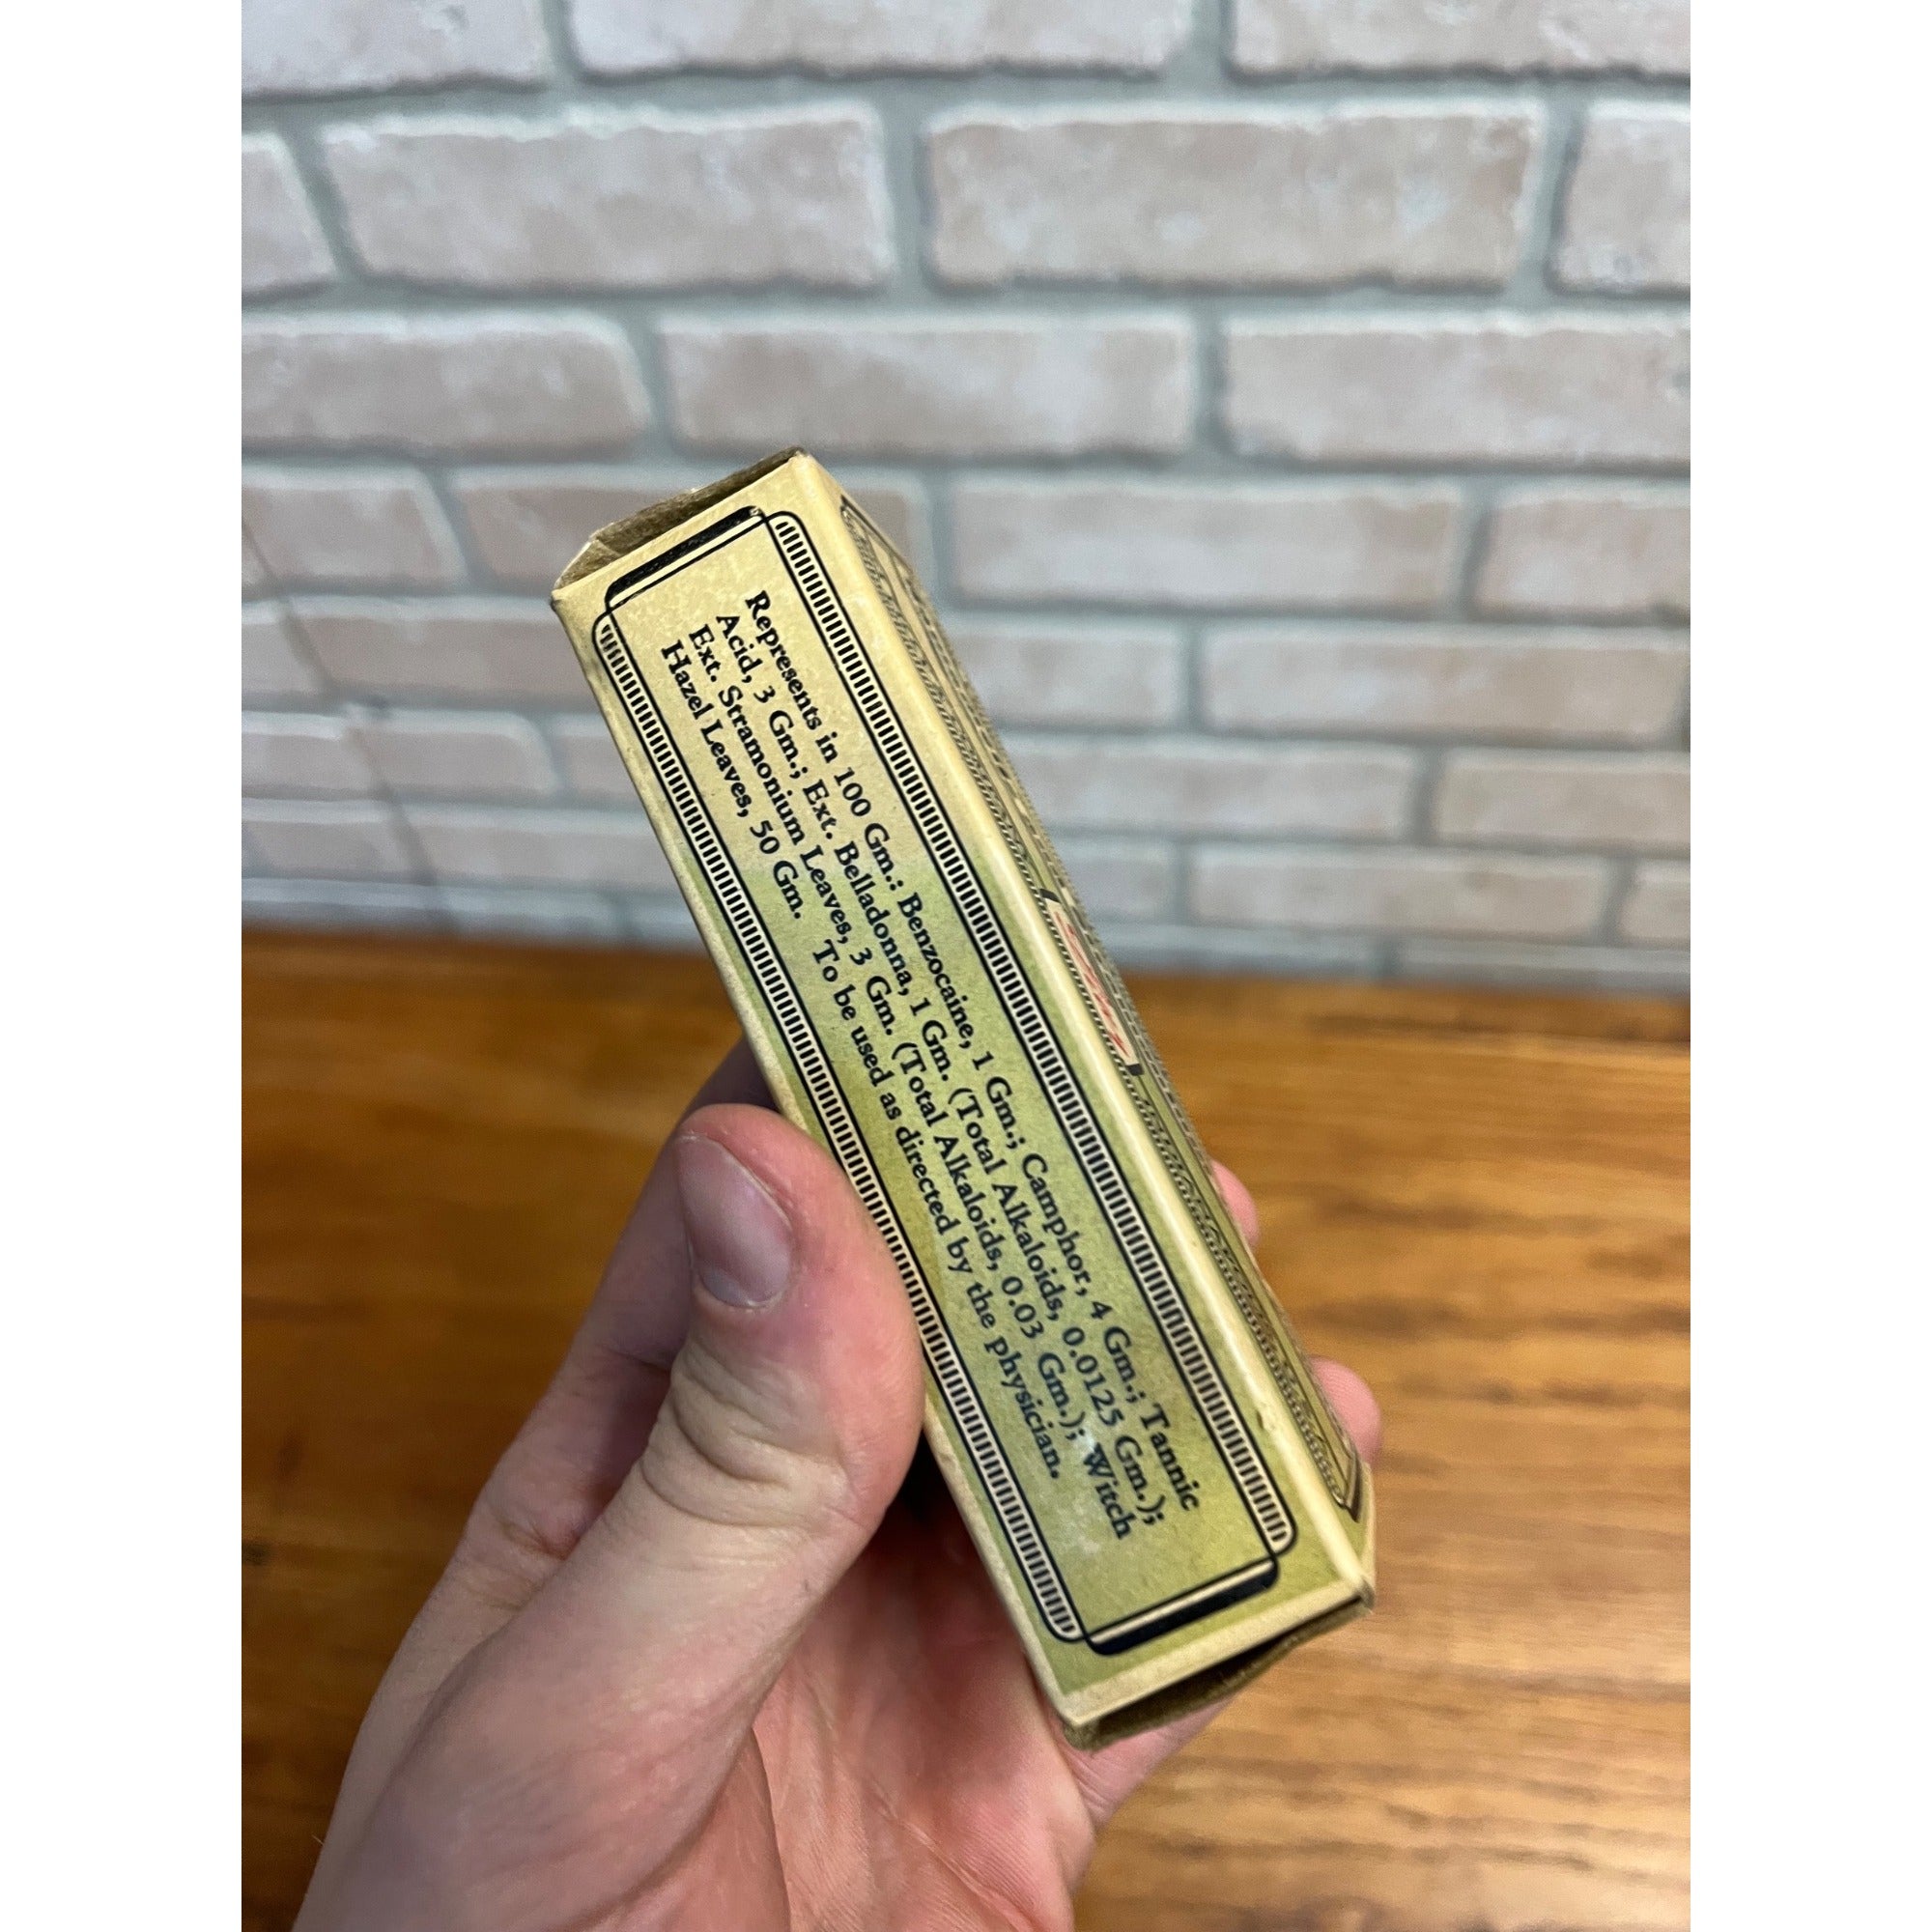 Represents in 100 Gm.: Benzocaine, 1 Gm.; Camphor, 4 Gm.; Tannic
Acid, 3 Gm.; Ext. Belladonna, 1 Gm. (Total Alkaloids, 0.0125 Gm.);
Ext. Stramonium Leaves, 3 Gm. (Total Alkaloids, 0.03 Gm.); Witch
Hazel Leaves, 50 Gm. To be used as directed by the physician.